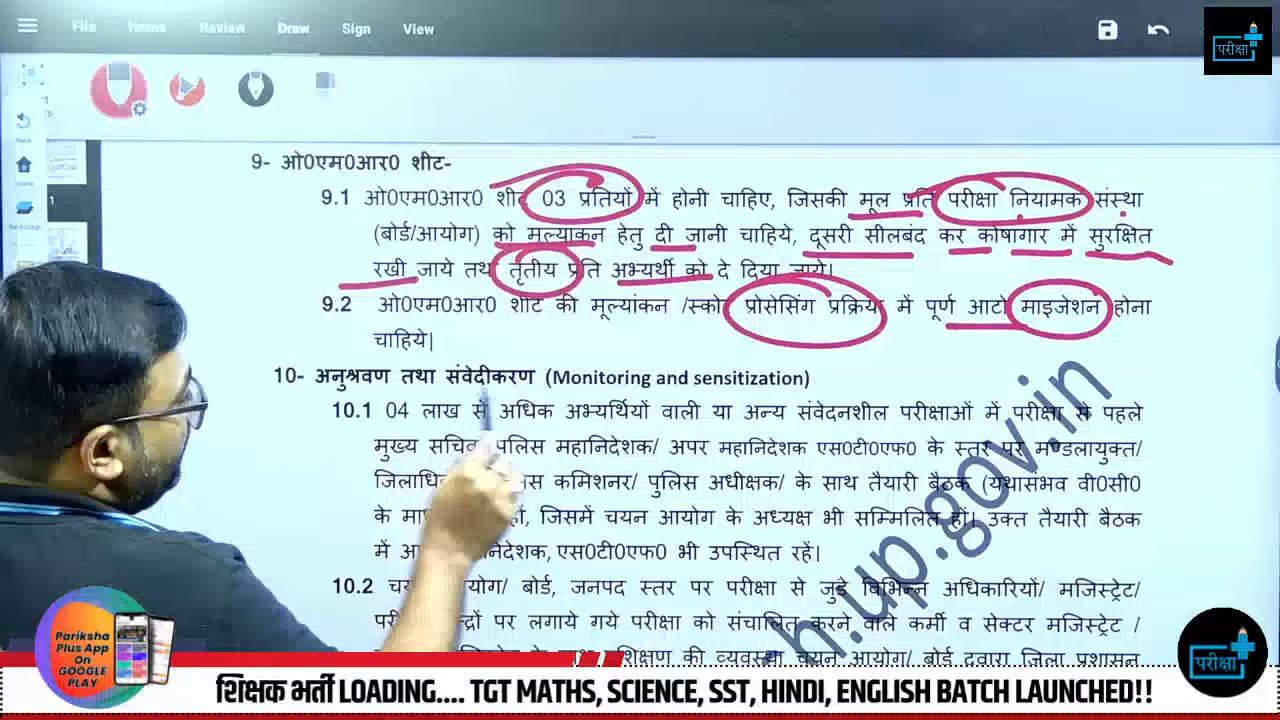 File Home Review Draw Sign View
परीक्षा
9- ओ0एम0आर0 शीट-
9.1 ओ0एम0आर0 शीट 03 प्रतियों में होनी चाहिए, जिसकी मूल प्रति परीक्षा नियामक संस्था
(बोर्ड/आयोग) को मल्याकन हेतु दी जानी चाहिये, दूसरी सीलबंद कर कोषागार में सुरक्षित
रखी जाये तथ तृतीय प्रति अभ्यर्थी को दे दिया जाये।
9.2 ओ0एम0आर0 शीट की मूल्यांकन /स्को प्रोसेसिंग प्रक्रिय में पूर्ण आटो माइजेशन होना
चाहिये|
10- अनुश्रवण तथा संवेदीकरण (Monitoring and sensitization)
10.1 04 लाख से अधिक अभ्यर्थियों वाली या अन्य संवेदनशील परीक्षाओं में परीक्षा से पहले
मुख्य सचिव पुलिस महानिदेशक/ अपर महानिदेशक एस0टी0एफ0 के स्तर पर मण्डलायुक्त/
कमिशनर/ पुलिस अधीक्षक/ के साथ तैयारी बैठक (यथासंभव वी0सी0
के जिसमें चयन आयोग के अध्यक्ष भी सम्मिलित हों। उक्त तैयारी बैठक
में एस0टी0एफ0 भी उपस्थित रहें|
10.2 जनपद स्तर पर परीक्षा से जुडे विभिन्न अधिकारियों/ मजिस्ट्रेट/
पर लगाये गये परीक्षा को संचालित करने वाले कर्मी व सेक्टर मजिस्ट्रेट /
की व्यवस्था चयन आयोग/ बोर्ड द्वारा जिला प्रशासन
h.up.gov.in
Pariksha
Plus App
On
GOOGLE
PLAY
परीक्षा
शिक्षक भर्ती LOADING.... TGT MATHS, SCIENCE, SST, HINDI, ENGLISH BATCH LAUNCHED!!